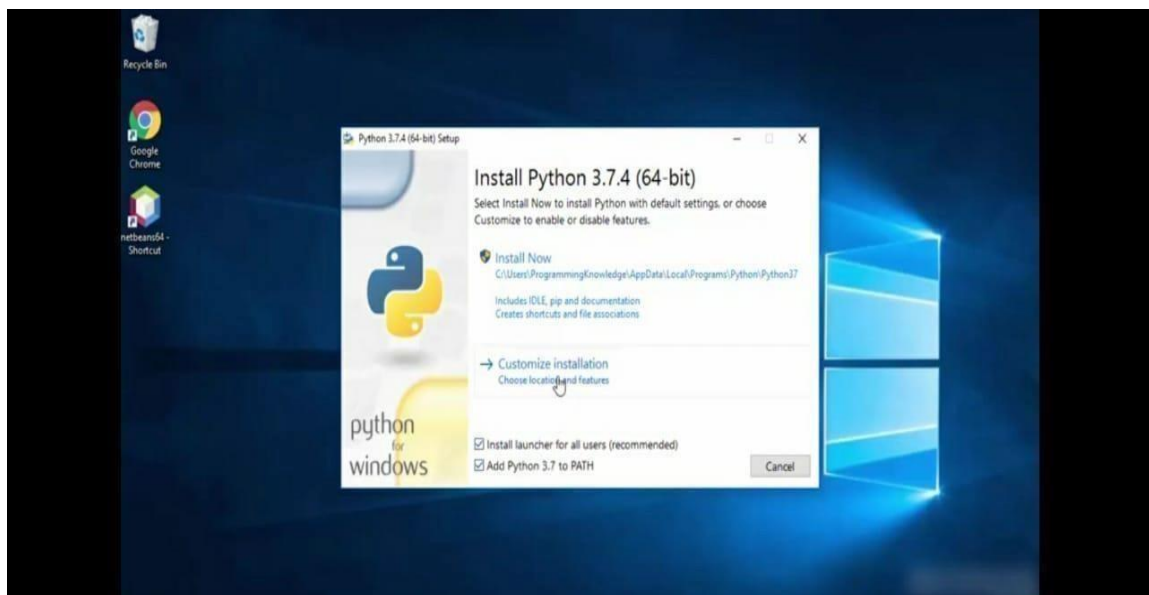 Recycle Bin
Google
Chrome
netbeans64 -
Shortcut
Python 3.7.4 (64-bit) Setup
Install Python 3.7.4 (64-bit)
Select Install Now to install Python with default settings, or choose
Customize to enable or disable features.
Install Now
C:\Users\ProgrammingKnowledge\AppData\Local\Programs\Python\Python37
Includes IDLE, pip and documentation
Creates shortcuts and file associations
Customize installation
Choose location and features
python
for
windows
Install launcher for all users (recommended)
Add Python 3.7 to PATH
Cancel